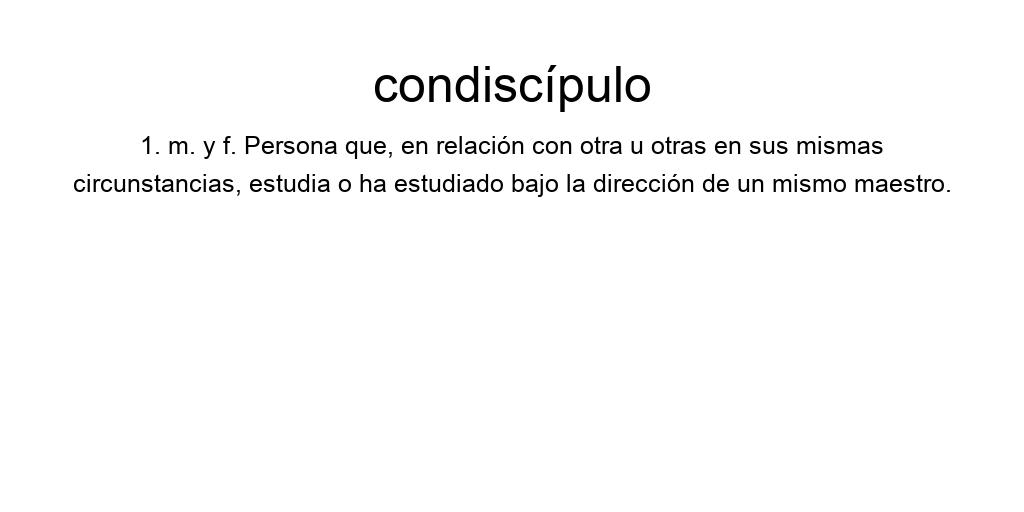 condiscípulo
1. m. y f. Persona que, en relación con otra u otras en sus mismas
circunstancias, estudia o ha estudiado bajo la dirección de un mismo maestro.